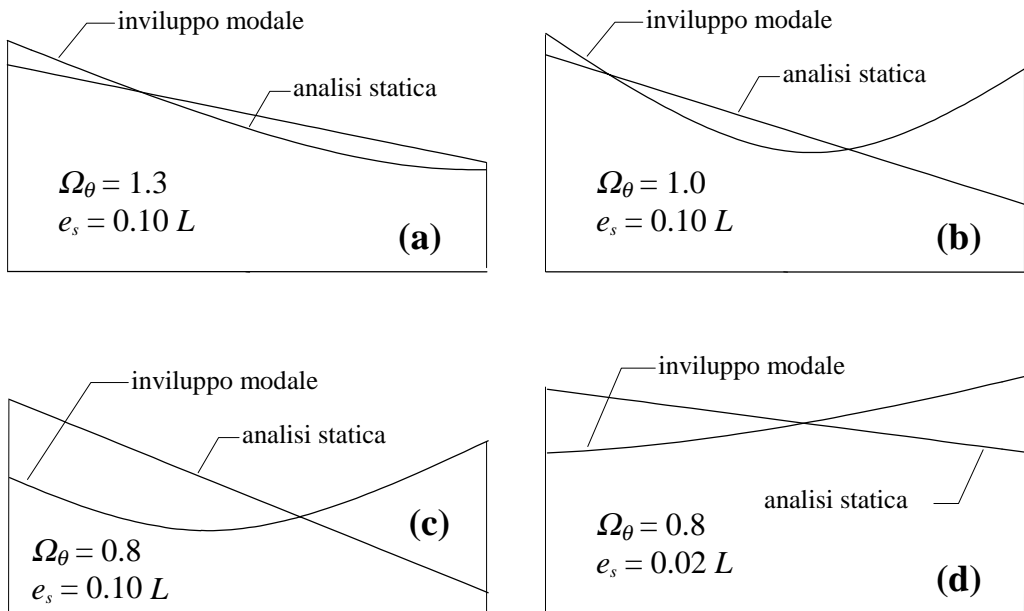 inviluppo modale
analisi statica
Ω_θ = 1.3
e_s = 0.10 L
(a)
inviluppo modale
analisi statica
Ω_θ = 1.0
e_s = 0.10 L
(b)
inviluppo modale
analisi statica
Ω_θ = 0.8
e_s = 0.10 L
(c)
inviluppo modale
analisi statica
Ω_θ = 0.8
e_s = 0.02 L
(d)